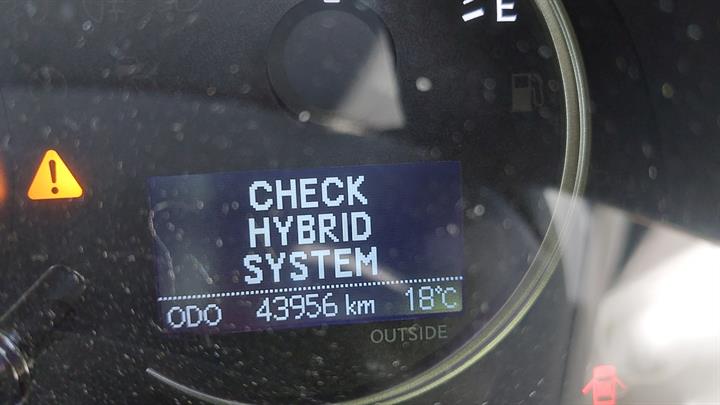 E
CHECK
HYBRID
SYSTEM
ODO 43956 km 18°C
OUTSIDE